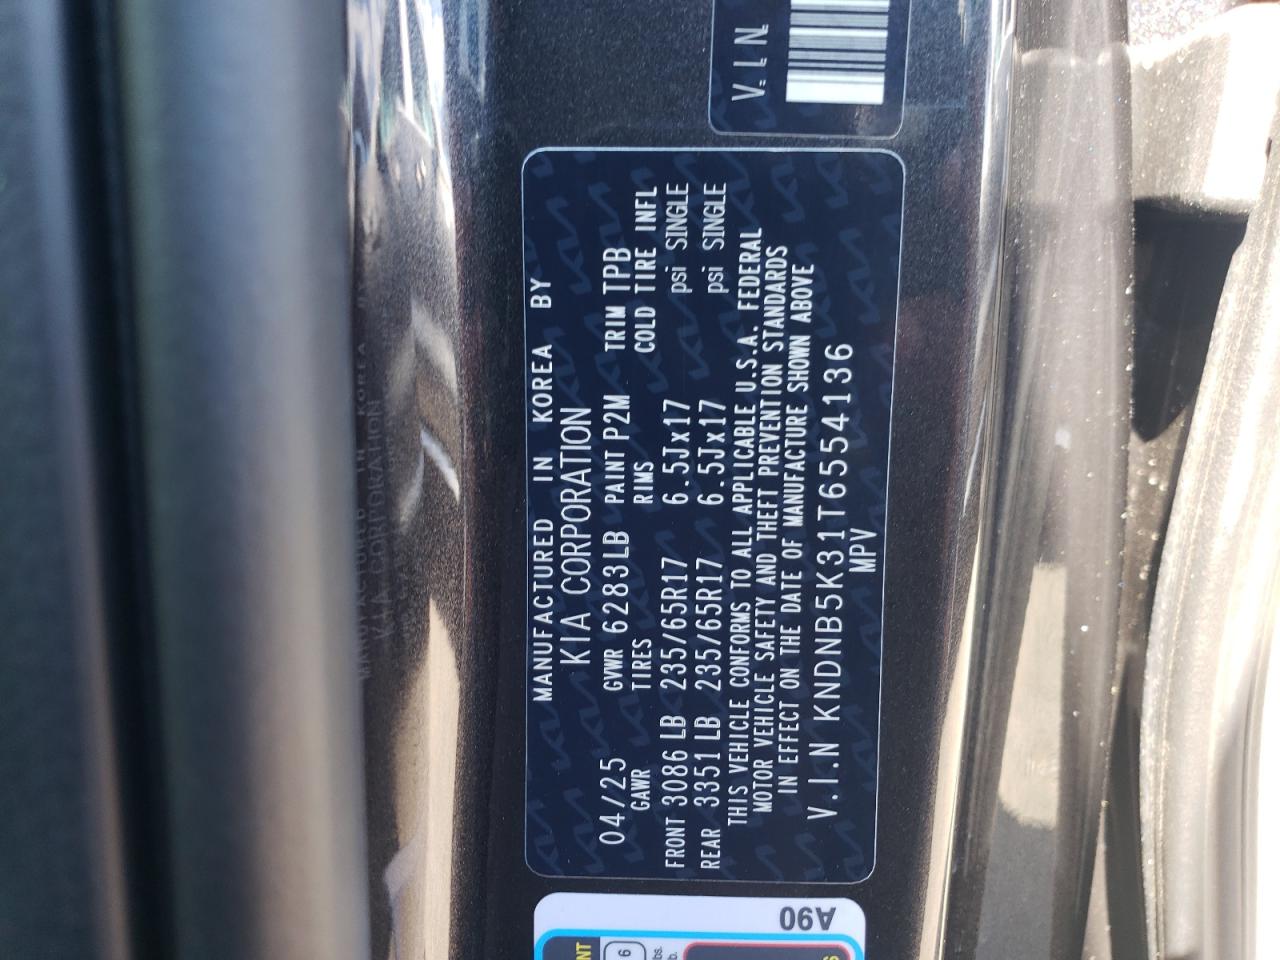 MANUFACTURED IN KOREA BY
KIA CORPORATION
04/25 GVWR 6283LB PAINT P2M TRIM TPB
GAWR TIRES RIMS COLD TIRE INFL
FRONT 3086 LB 235/65R17 6.5Jx17 psi SINGLE
REAR 3351 LB 235/65R17 6.5Jx17 psi SINGLE
THIS VEHICLE CONFORMS TO ALL APPLICABLE U.S.A. FEDERAL
MOTOR VEHICLE SAFETY AND THEFT PREVENTION STANDARDS
IN EFFECT ON THE DATE OF MANUFACTURE SHOWN ABOVE
V.I.N KNDNB5K31T6554136
MPV
V.I.N.
A90
6